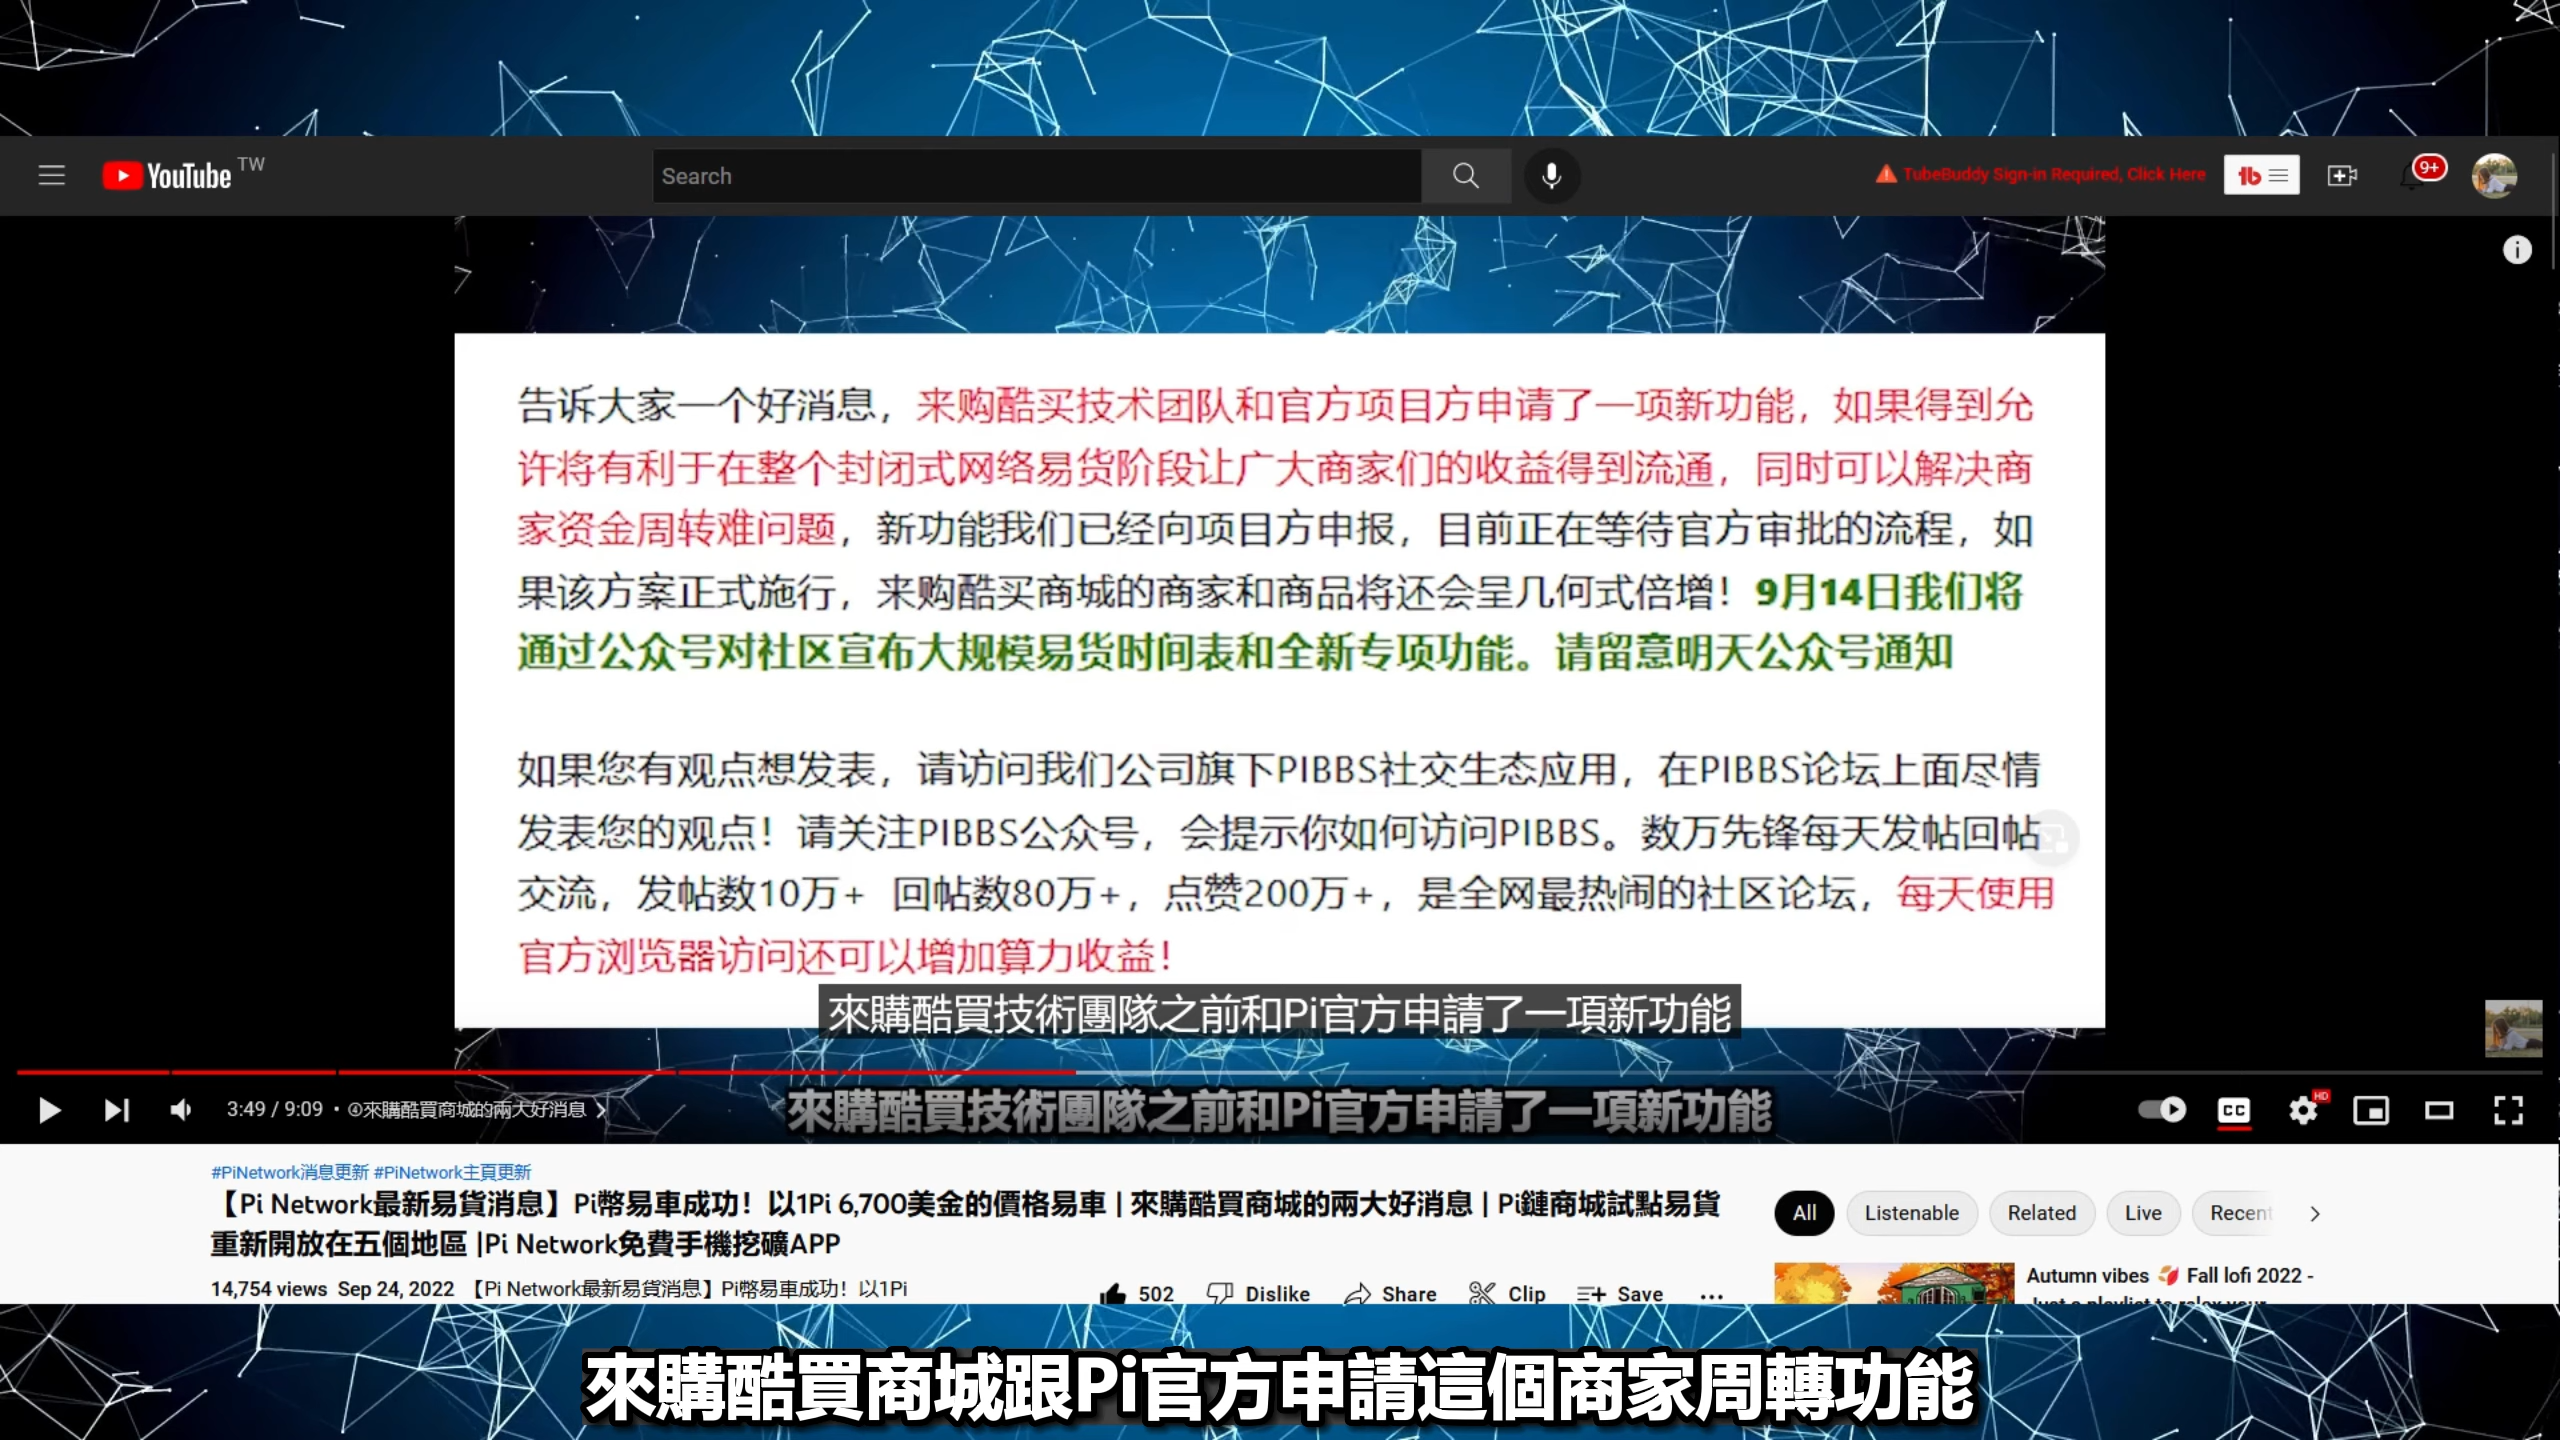 YouTube TW
Search
TubeBuddy Sign-in Required, Click Here
tb
9+
告诉大家一个好消息，来购酷买技术团队和官方项目方申请了一项新功能，如果得到允
许将有利于在整个封闭式网络易货阶段让广大商家们的收益得到流通，同时可以解决商
家资金周转难问题，新功能我们已经向项目方申报，目前正在等待官方审批的流程，如
果该方案正式施行，来购酷买商城的商家和商品将还会呈几何式倍增！9月14日我们将
通过公众号对社区宣布大规模易货时间表和全新专项功能。请留意明天公众号通知
如果您有观点想发表，请访问我们公司旗下PIBBS社交生态应用，在PIBBS论坛上面尽情
发表您的观点！请关注PIBBS公众号，会提示你如何访问PIBBS。数万先锋每天发帖回帖
交流，发帖数10万+ 回帖数80万+，点赞200万+，是全网最热闹的社区论坛，每天使用
官方浏览器访问还可以增加算力收益！
來購酷買技術團隊之前和Pi官方申請了一項新功能
3:49 / 9:09 • ④來購酷買商城的兩大好消息
來購酷買技術團隊之前和Pi官方申請了一項新功能
CC
HD
#PiNetwork消息更新 #PiNetwork主頁更新
【Pi Network最新易貨消息】Pi幣易車成功！以1Pi 6,700美金的價格易車 | 來購酷買商城的兩大好消息 | Pi鏈商城試點易貨
重新開放在五個地區 |Pi Network免費手機挖礦APP
14,754 views Sep 24, 2022 【Pi Network最新易貨消息】Pi幣易車成功！以1Pi
502 Dislike Share Clip Save ...
All Listenable Related Live Recent
Autumn vibes 🍂 Fall lofi 2022 -
來購酷買商城跟Pi官方申請這個商家周轉功能